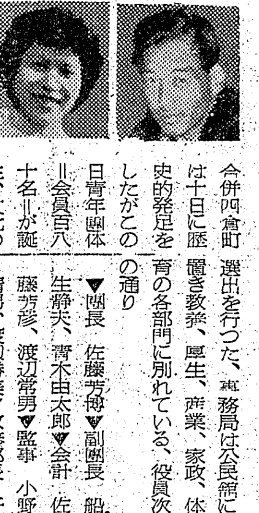 合併四倉町
は十日に歴
史的発足を
したがこの
日青年團体
＝会員百八
十名＝が誕
選出を行つた、事務局は公民館に
置き教養、厚生、産業、家政、体
育の各部門に別れている、役員次
の通り
▼團長 佐藤芳博▼副團長 船
生静夫、青木由太郎▼会計 佐
藤芳彦、渡辺常男▼監事 小野